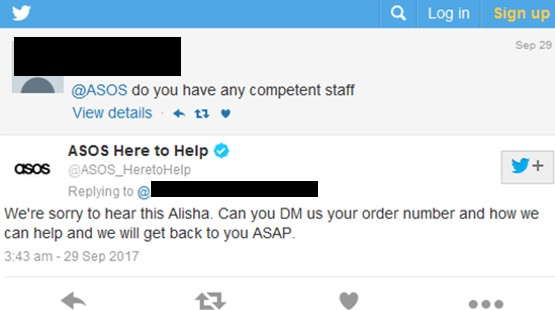 Log in Sign up
Sep 29
@ASOS do you have any competent staff
View details
ASOS Here to Help
asos
@ASOS_HeretoHelp
Replying to @
We're sorry to hear this Alisha. Can you DM us your order number and how we
can help and we will get back to you ASAP.
3:43 am - 29 Sep 2017